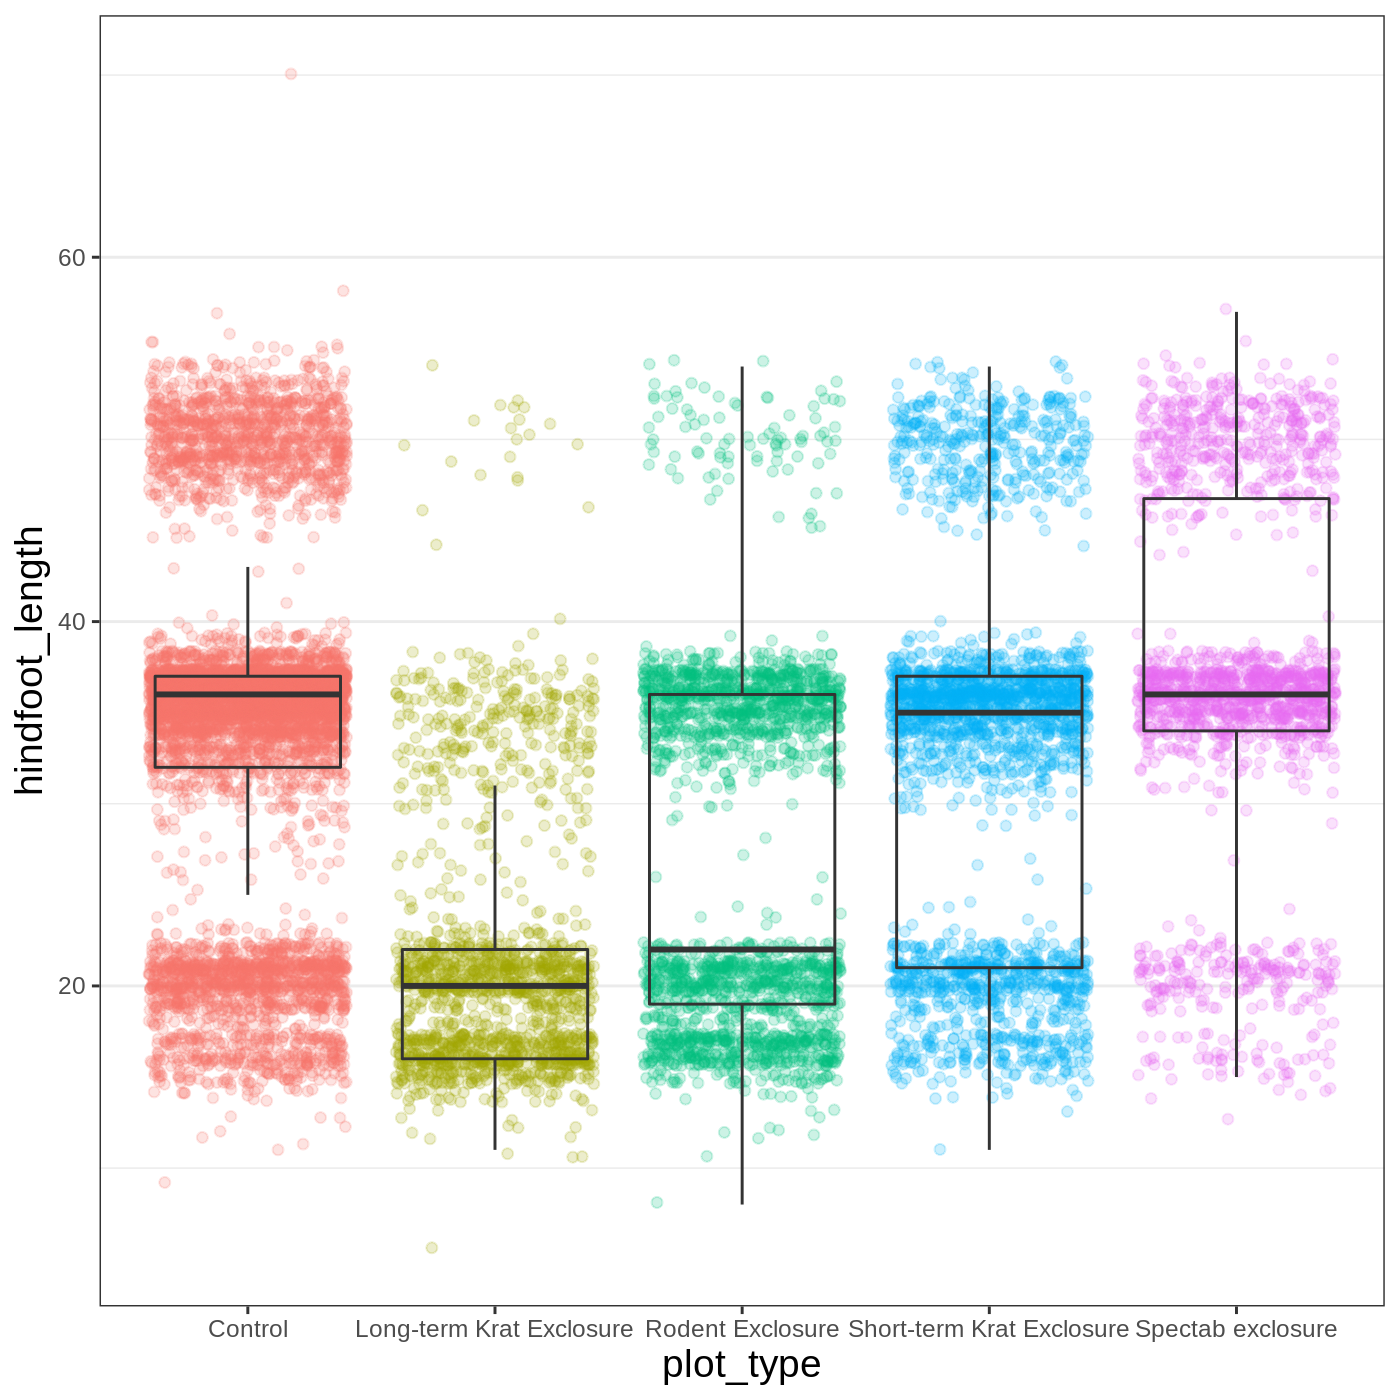 hindfoot_length
60
40
20
Control
Long-term Krat Exclosure
Rodent Exclosure
Short-term Krat Exclosure
Spectab exclosure
plot_type